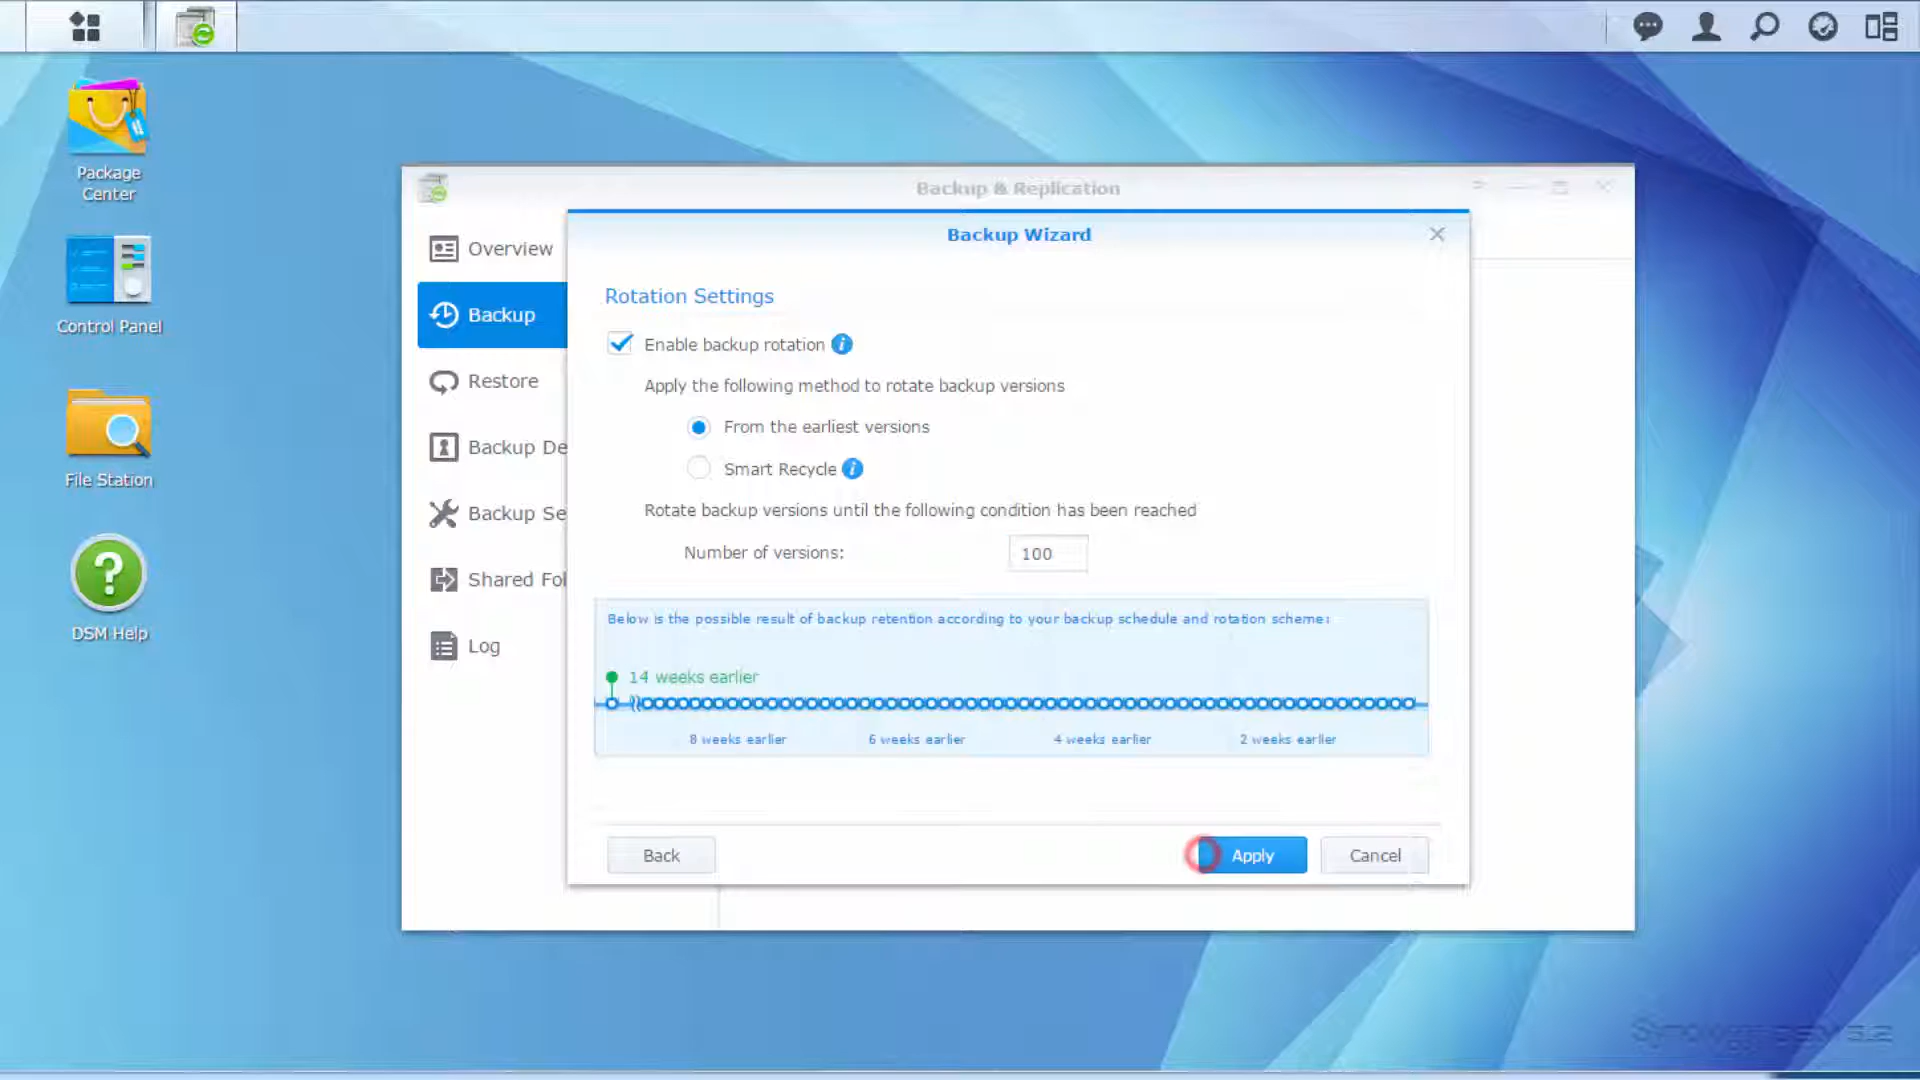 Package
Center
Control Panel
File Station
DSM Help
Backup & Replication
Overview
Backup
Restore
Backup De
Backup Se
Shared Fol
Log
Backup Wizard
Rotation Settings
Enable backup rotation
Apply the following method to rotate backup versions
From the earliest versions
Smart Recycle
Rotate backup versions until the following condition has been reached
Number of versions: 100
Below is the possible result of backup retention according to your backup schedule and rotation scheme:
14 weeks earlier
8 weeks earlier 6 weeks earlier 4 weeks earlier 2 weeks earlier
Back Apply Cancel
Synology DSM 5.2